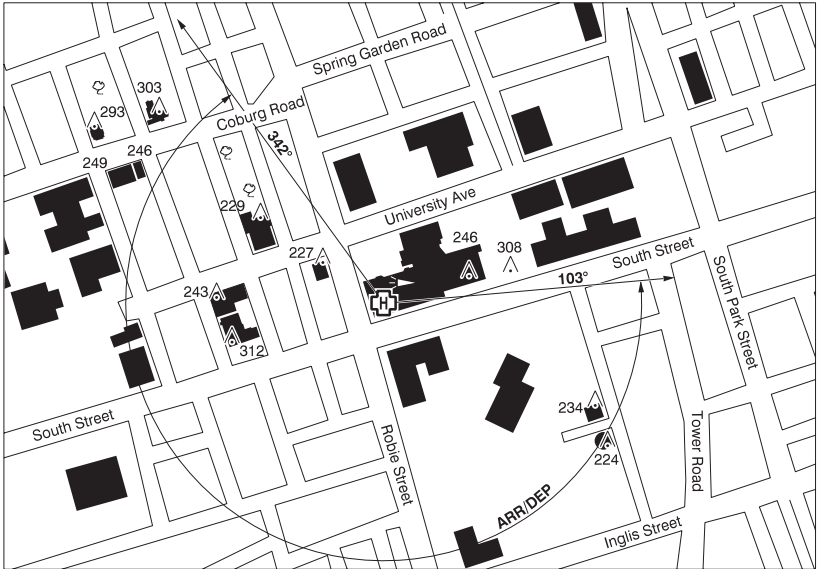 Spring Garden Road
303
293
Coburg Road
342°
249
246
University Ave
229
246
308
227
South Street
103°
243
South Park Street
312
234
South Street
Robie Street
Tower Road
224
ARR/DEP
Inglis Street
H